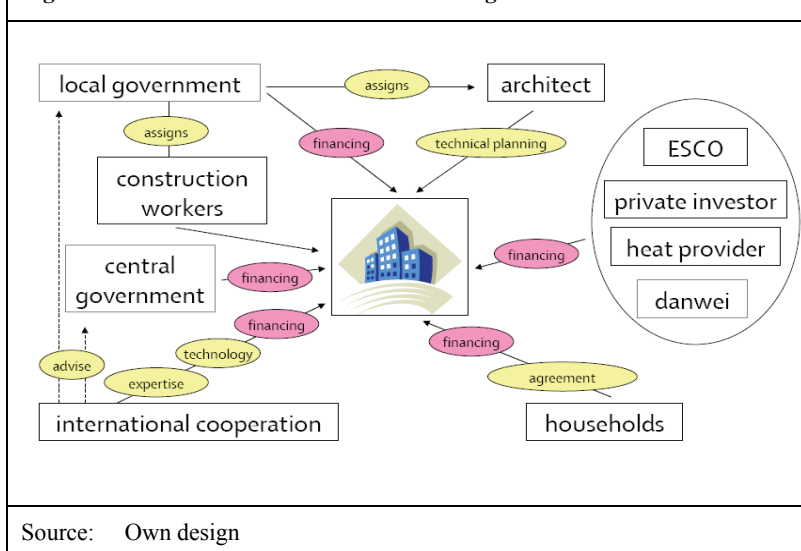 local government
assigns
architect
assigns
financing
technical planning
ESCO
construction
workers
private investor
heat provider
central
government
financing
financing
danwei
financing
technology
financing
advise
expertise
agreement
international cooperation
households
Source: Own design